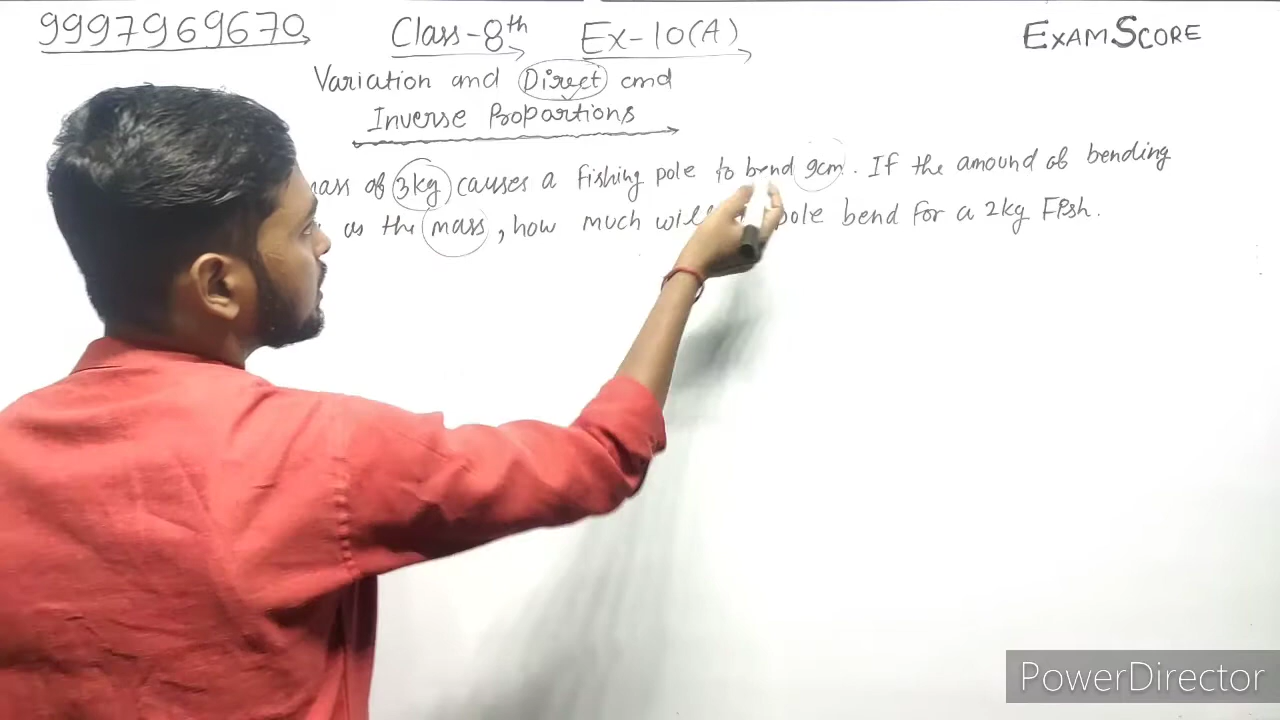 9997969670
Class-8th
Ex-10(A)
EXAMSCORE
Variation and Direct and
Inverse Proportions
mass of 3kg causes a fishing pole to bend 9cm. If the amound of bending
as the mass, how much will pole bend for a 2kg Fish.
PowerDirector